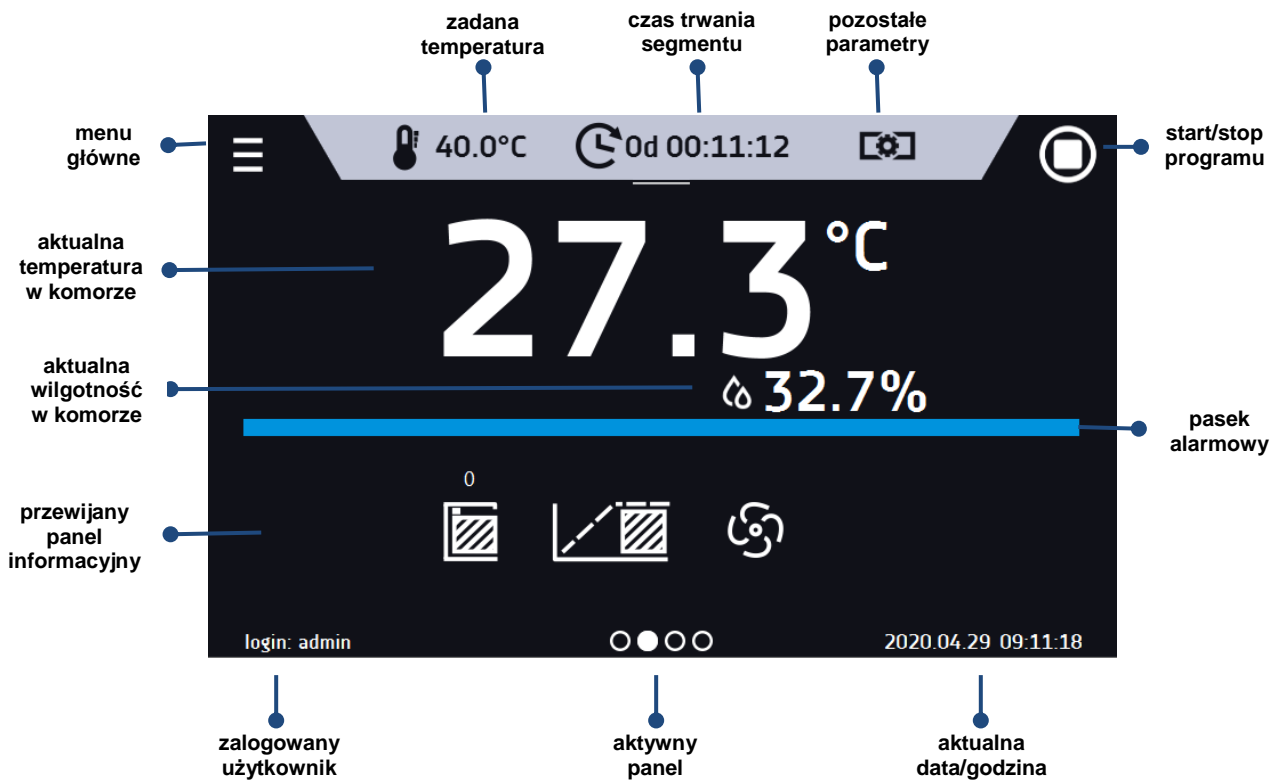 zadana
temperatura
czas trwania
segmentu
pozostałe
parametry
menu
główne
40.0°C
0d 00:11:12
start/stop
programu
27.3°C
aktualna
temperatura
w komorze
aktualna
wilgotność
w komorze
32.7%
pasek
alarmowy
0
przewijany
panel
informacyjny
login: admin
2020.04.29 09:11:18
zalogowany
użytkownik
aktywny
panel
aktualna
data/godzina